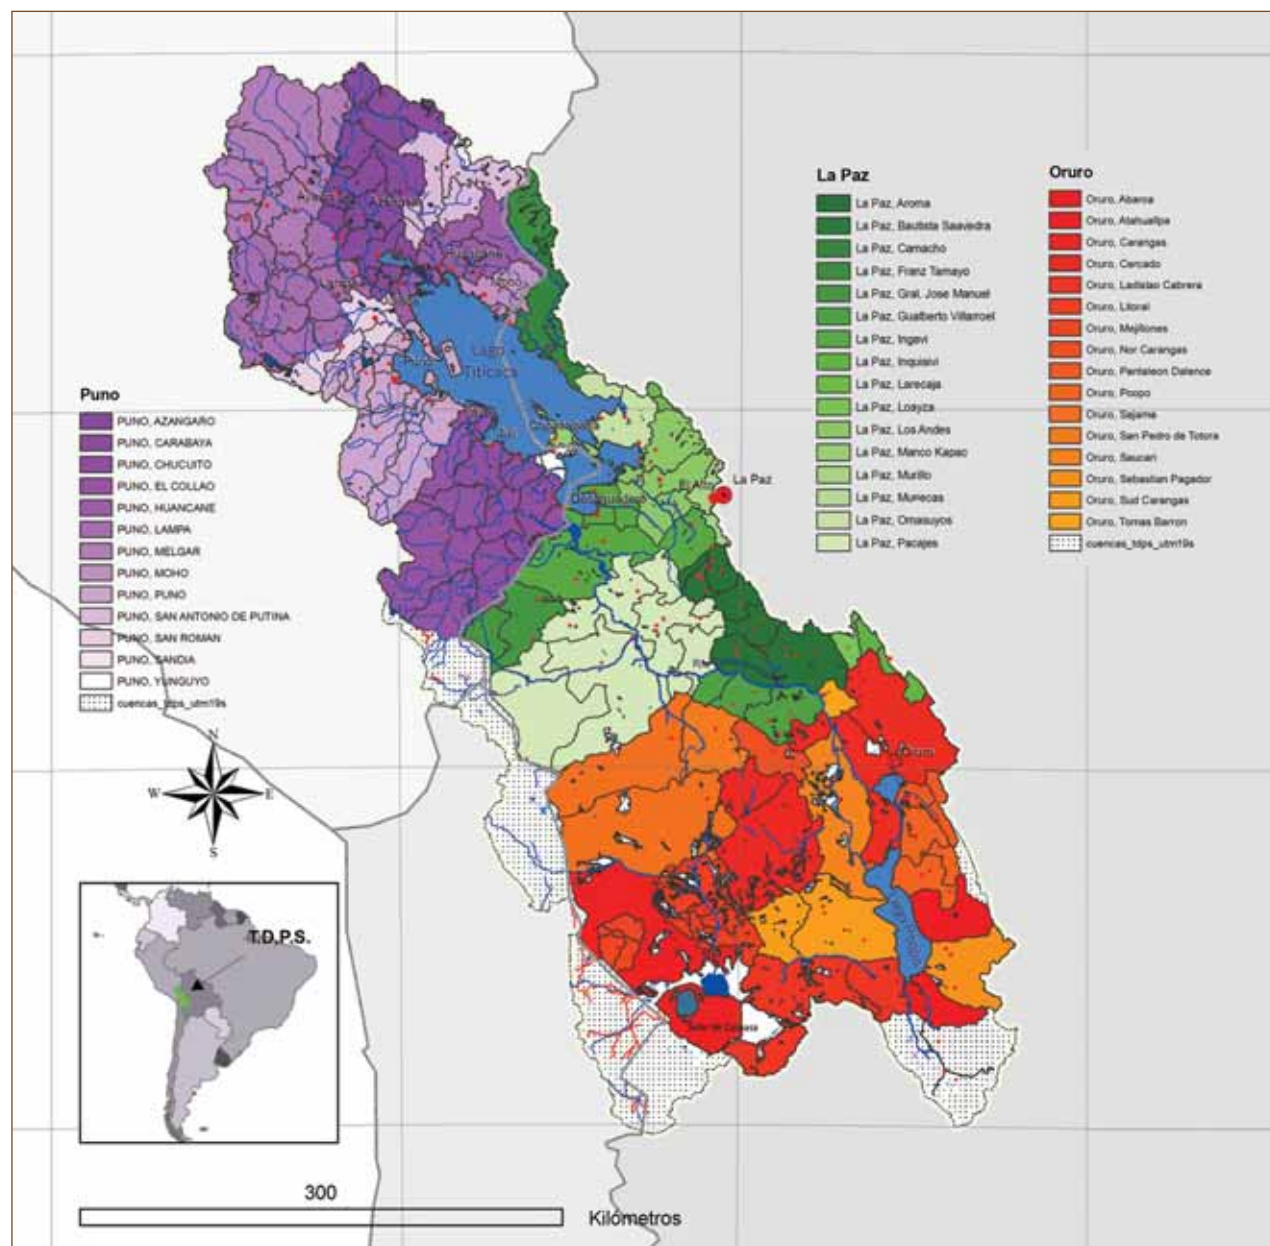 La Paz
La Paz, Aroma
La Paz, Bautista Saavedra
La Paz, Camacho
La Paz, Franz Tamayo
La Paz, Gral. Jose Manuel
La Paz, Gualberto Villarroel
La Paz, Ingavi
La Paz, Inquisivi
La Paz, Larecaja
La Paz, Loayza
La Paz, Los Andes
La Paz, Manco Kapac
La Paz, Murillo
La Paz, Munecas
La Paz, Omasuyos
La Paz, Pacajes
Oruro
Oruro, Abaroa
Oruro, Atahuallpa
Oruro, Carangas
Oruro, Cercado
Oruro, Ladislao Cabrera
Oruro, Litoral
Oruro, Mejillones
Oruro, Nor Carangas
Oruro, Pantaleon Dalence
Oruro, Poopo
Oruro, Sajama
Oruro, San Pedro de Totora
Oruro, Saucari
Oruro, Sebastian Pagador
Oruro, Sud Carangas
Oruro, Tomas Barron
cuencas_tdps_utm19s
Huancane
Moho
Lago
Titicaca
Puno
Desaguadero
El Alto
La Paz
Puno
PUNO, AZANGARO
PUNO, CARABAYA
PUNO, CHUCUITO
PUNO, EL COLLAO
PUNO, HUANCANE
PUNO, LAMPA
PUNO, MELGAR
PUNO, MOHO
PUNO, PUNO
PUNO, SAN ANTONIO DE PUTINA
PUNO, SAN ROMAN
PUNO, SANDIA
PUNO, YUNGUYO
cuencas_tdps_utm19s
N
W
E
S
T.D.P.S.
300
Kilómetros